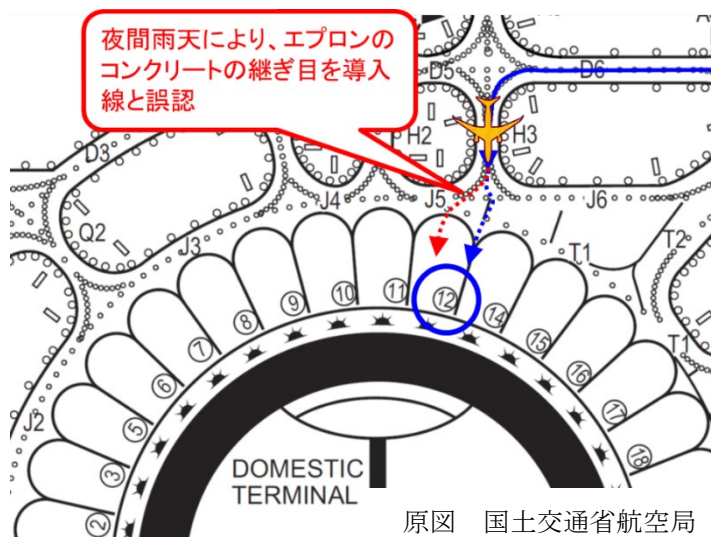 夜間雨天により、エプロンの
コンクリートの継ぎ目を導入
線と誤認
D5
D6
H2
H3
D3
J4
J5
J6
Q2
J3
T1
T2
⑪
⑫
⑩
⑨
⑭
⑧
⑮
⑦
T1
⑯
⑥
⑰
J2
⑤
⑱
③
②
DOMESTIC
TERMINAL
原図 国土交通省航空局